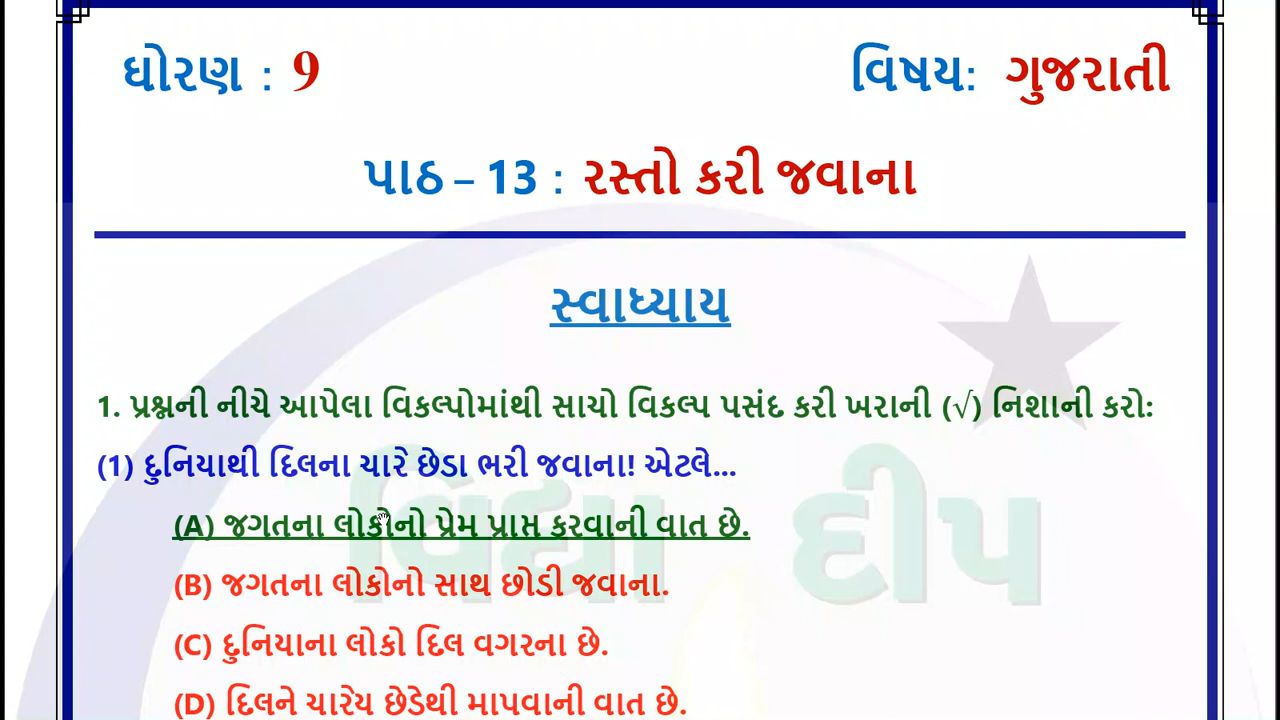 ધોરણ : 9
વિષય: ગુજરાતી
પાઠ – 13 : રસ્તો કરી જવાના
સ્વાધ્યાય
1. પ્રશ્નની નીચે આપેલા વિકલ્પોમાંથી સાચો વિકલ્પ પસંદ કરી ખરાની (√) નિશાની કરોઃ
(1) દુનિયાથી દિલના ચારે છેડા ભરી જવાના! એટલે...
(A) જગતના લોકોનો પ્રેમ પ્રાપ્ત કરવાની વાત છે.
(B) જગતના લોકોનો સાથ છોડી જવાના.
(C) દુનિયાના લોકો દિલ વગરના છે.
(D) દિલને ચારેય છેડેથી માપવાની વાત છે.
વિદ્યા દીપ